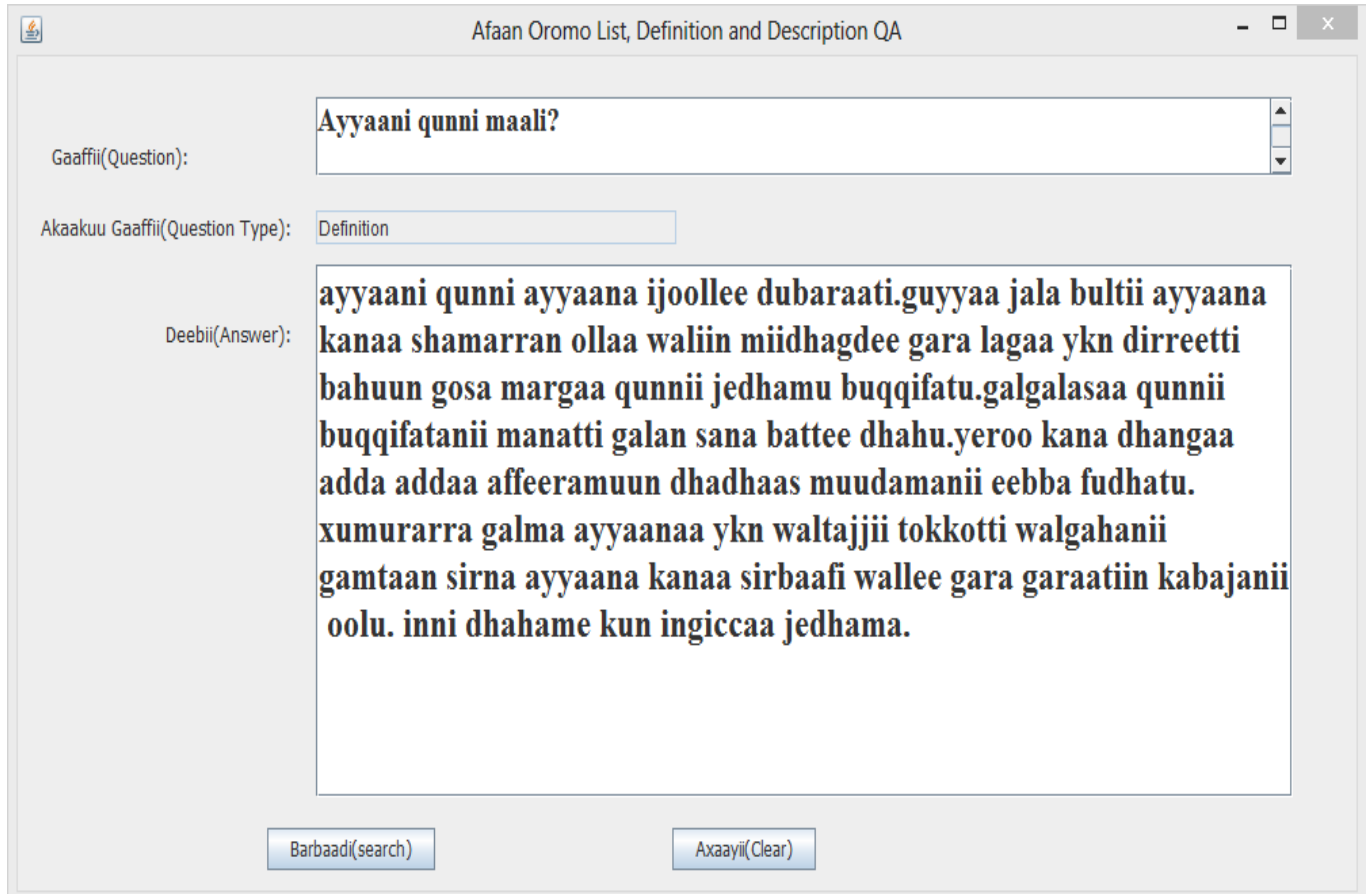 Afaan Oromo List, Definition and Description QA
Gaaffii(Question):
Ayyaani qunni maali?
Akaakuu Gaaffii(Question Type):
Definition
Deebii(Answer):
ayyaani qunni ayyaana ijoollee dubaraati.guyyaa jala bultii ayyaana
kanaa shamarran ollaa waliin miidhagdee gara lagaa ykn dirreetti
bahuun gosa margaa qunnii jedhamu buqqifatu.galgalasaa qunnii
buqqifatanii manatti galan sana battee dhahu.yeroo kana dhangaa
adda addaa affeeramuun dhadhaas muudamanii eebba fudhatu.
xumurarra galma ayyaanaa ykn waltajjii tokkotti walgahanii
gamtaan sirna ayyaana kanaa sirbaafi wallee gara garaatiin kabajanii
oolu. inni dhahame kun ingiccaa jedhama.
Barbaadi(search)
Axaayii(Clear)